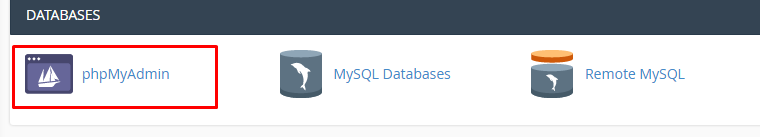 DATABASES
phpMyAdmin
MySQL Databases
Remote MySQL